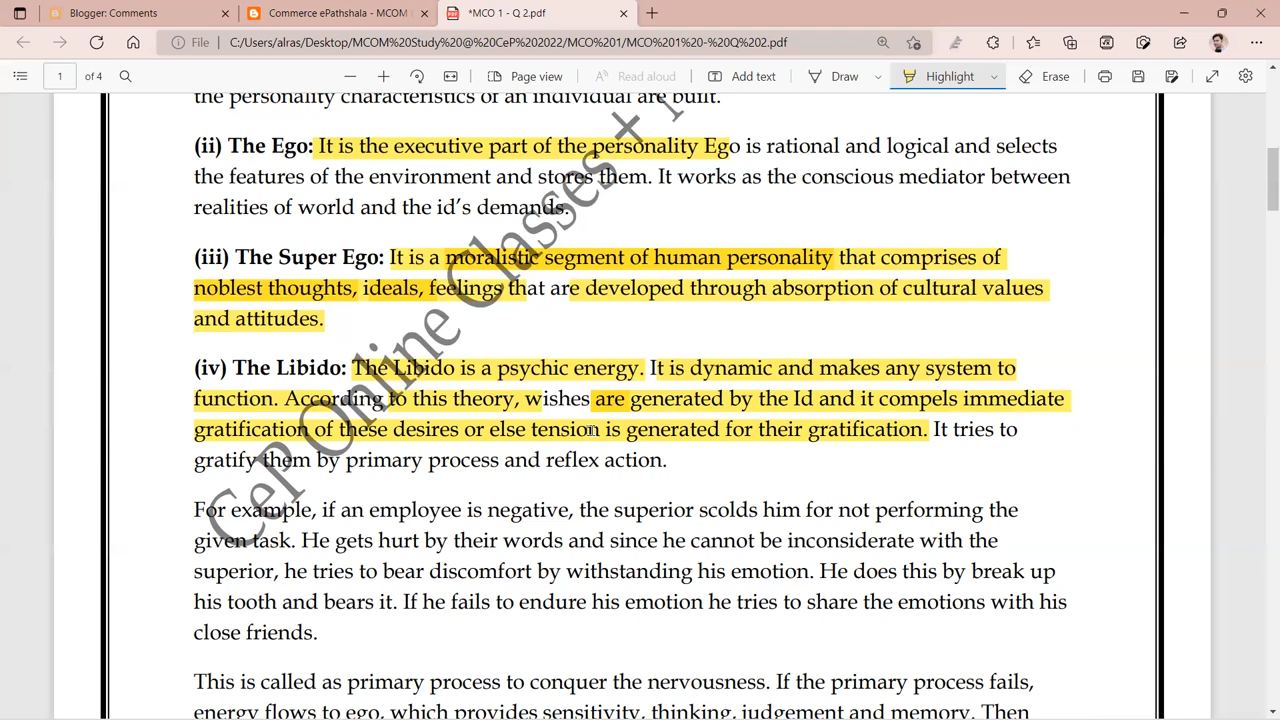 Blogger: Comments
Commerce ePathshala - MCOM
*MCO 1 - Q 2.pdf
File
C:/Users/alras/Desktop/MCOM%20Study%20@%20CeP%202022/MCO%201/MCO%201%20-%20Q%202.pdf
1 of 4
Page view
Read aloud
Add text
Draw
Highlight
Erase
the personality characteristics of an individual are built.
(ii) The Ego: It is the executive part of the personality Ego is rational and logical and selects
the features of the environment and stores them. It works as the conscious mediator between
realities of world and the id's demands.
(iii) The Super Ego: It is a moralistic segment of human personality that comprises of
noblest thoughts, ideals, feelings that are developed through absorption of cultural values
and attitudes.
(iv) The Libido: The Libido is a psychic energy. It is dynamic and makes any system to
function. According to this theory, wishes are generated by the Id and it compels immediate
gratification of these desires or else tension is generated for their gratification. It tries to
gratify them by primary process and reflex action.
For example, if an employee is negative, the superior scolds him for not performing the
given task. He gets hurt by their words and since he cannot be inconsiderate with the
superior, he tries to bear discomfort by withstanding his emotion. He does this by break up
his tooth and bears it. If he fails to endure his emotion he tries to share the emotions with his
close friends.
This is called as primary process to conquer the nervousness. If the primary process fails,
energy flows to ego, which provides sensitivity, thinking, judgement and memory. Then
CeP Online Classes +